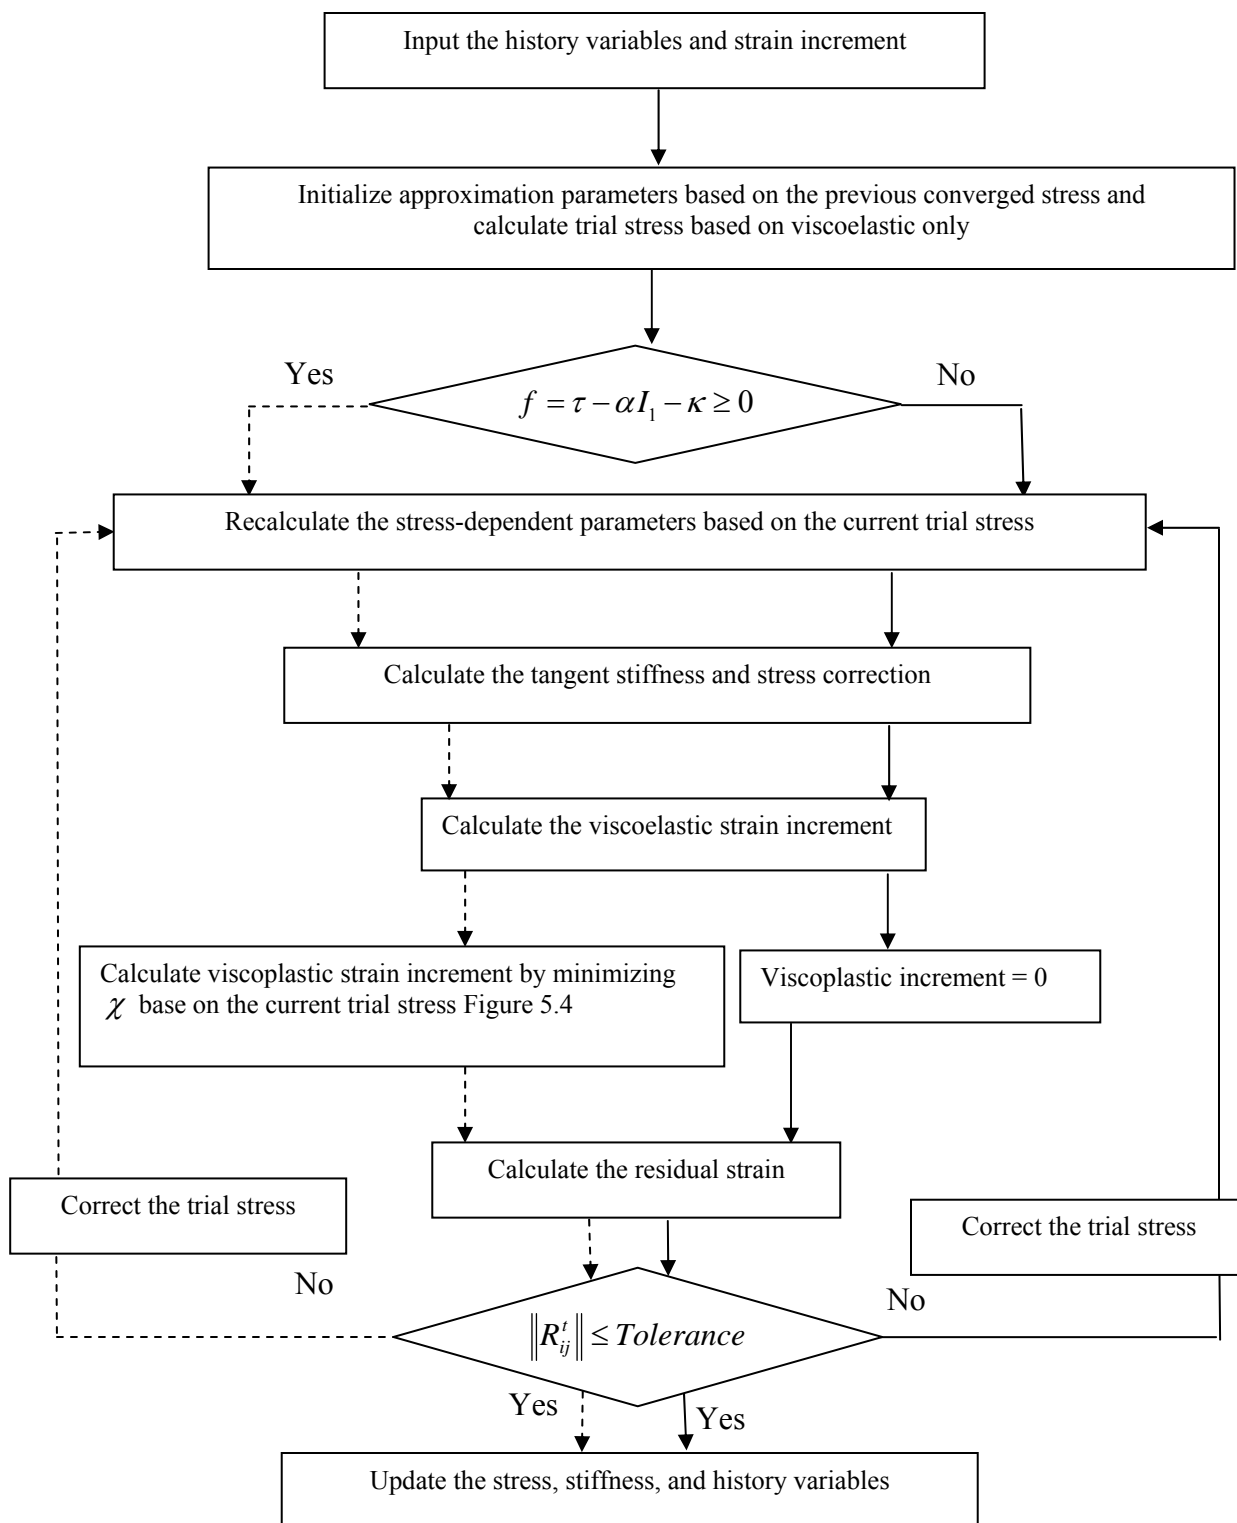 Input the history variables and strain increment
Initialize approximation parameters based on the previous converged stress and
calculate trial stress based on viscoelastic only
Yes
No
f = τ − αI₁ − κ ≥ 0
Recalculate the stress-dependent parameters based on the current trial stress
Calculate the tangent stiffness and stress correction
Calculate the viscoelastic strain increment
Calculate viscoplastic strain increment by minimizing
χ base on the current trial stress Figure 5.4
Viscoplastic increment = 0
Calculate the residual strain
Correct the trial stress
Correct the trial stress
No
No
‖R_{ij}^{t}‖ ≤ Tolerance
Yes
Yes
Update the stress, stiffness, and history variables